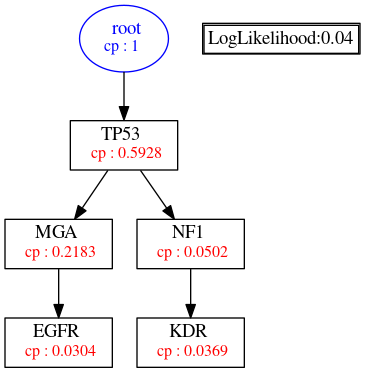 root
cp : 1
LogLikelihood:0.04
TP53
cp : 0.5928
MGA
cp : 0.2183
NF1
cp : 0.0502
EGFR
cp : 0.0304
KDR
cp : 0.0369